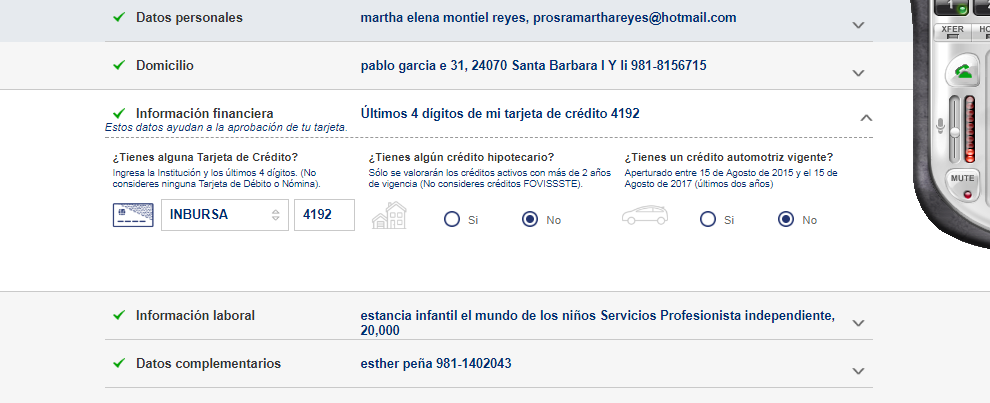 Datos personales martha elena montiel reyes, prosramarthareyes@hotmail.com
Domicilio pablo garcia e 31, 24070 Santa Barbara I Y Ii 981-8156715
Información financiera Últimos 4 dígitos de mi tarjeta de crédito 4192
Estos datos ayudan a la aprobación de tu tarjeta.
¿Tienes alguna Tarjeta de Crédito? ¿Tienes algún crédito hipotecario? ¿Tienes un crédito automotriz vigente?
Ingresa la Institución y los últimos 4 dígitos. (No Sólo se valorarán los créditos activos con más de 2 años Aperturado entre 15 de Agosto de 2015 y el 15 de
consideres ninguna Tarjeta de Débito o Nómina). de vigencia (No consideres créditos FOVISSSTE). Agosto de 2017 (últimos dos años)
INBURSA 4192 Si No Si No
Información laboral estancia infantil el mundo de los niños Servicios Profesionista independiente,
20,000
Datos complementarios esther peña 981-1402043
1
XFER
MUTE